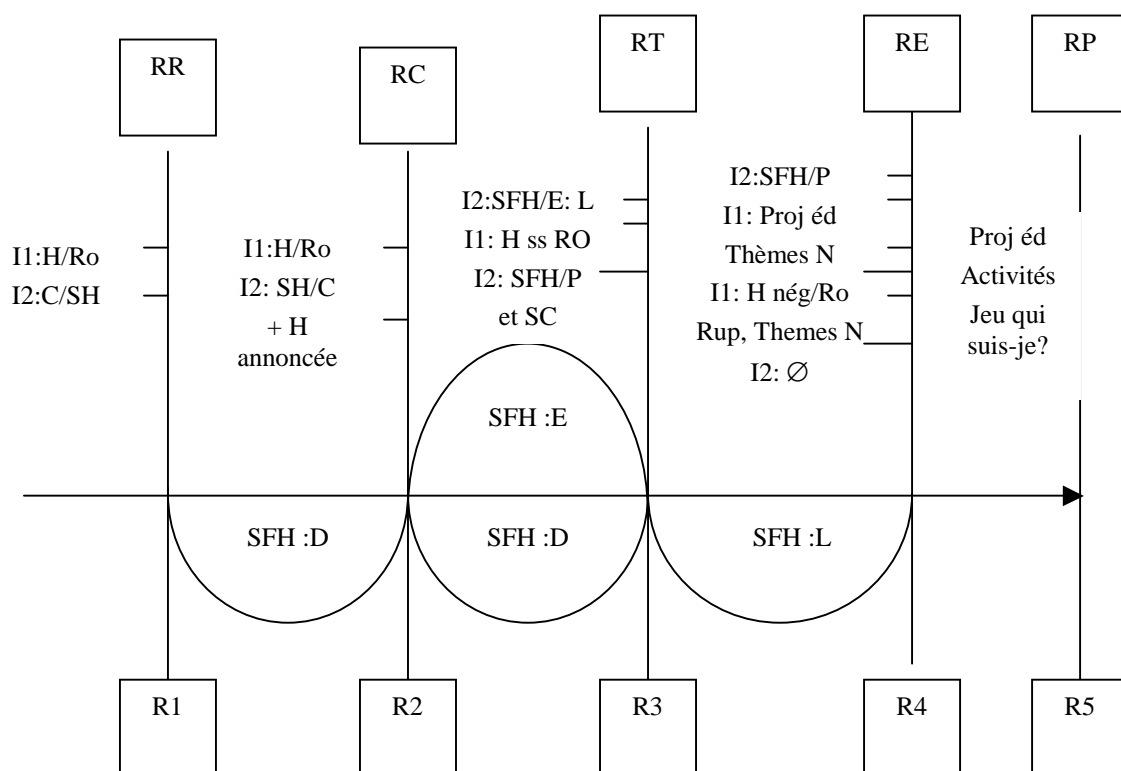 RR
RC
RT
RE
RP
I1:H/Ro
I2:C/SH
I1:H/Ro
I2: SH/C
+ H
annoncée
I2:SFH/E: L
I1: H ss RO
I2: SFH/P
et SC
I2:SFH/P
I1: Proj éd
Thèmes N
I1: H nég/Ro
Rup, Themes N
I2: ∅
Proj éd
Activités
Jeu qui
suis-je?
SFH :E
SFH :D
SFH :D
SFH :L
R1
R2
R3
R4
R5